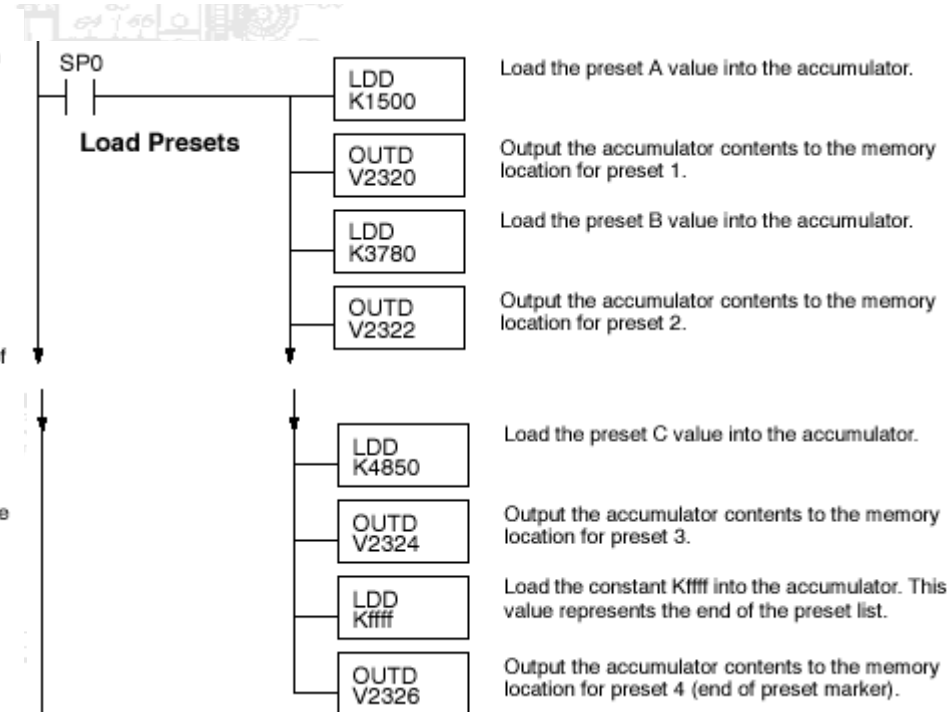 SP0
Load Presets
LDD
K1500
Load the preset A value into the accumulator.
OUTD
V2320
Output the accumulator contents to the memory
location for preset 1.
LDD
K3780
Load the preset B value into the accumulator.
OUTD
V2322
Output the accumulator contents to the memory
location for preset 2.
LDD
K4850
Load the preset C value into the accumulator.
OUTD
V2324
Output the accumulator contents to the memory
location for preset 3.
LDD
Kffff
Load the constant Kffff into the accumulator. This
value represents the end of the preset list.
OUTD
V2326
Output the accumulator contents to the memory
location for preset 4 (end of preset marker).